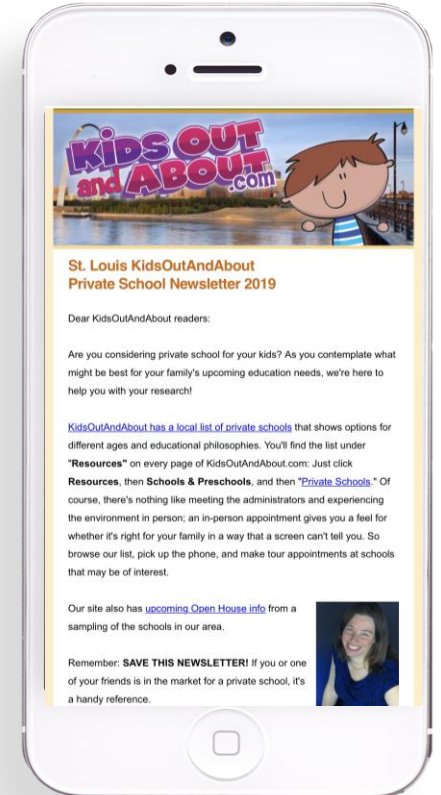 KiDS OUT
and ABOUT
.com
St. Louis KidsOutAndAbout
Private School Newsletter 2019
Dear KidsOutAndAbout readers:
Are you considering private school for your kids? As you contemplate what
might be best for your family's upcoming education needs, we're here to
help you with your research!
KidsOutAndAbout has a local list of private schools that shows options for
different ages and educational philosophies. You'll find the list under
"Resources" on every page of KidsOutAndAbout.com: Just click
Resources, then Schools & Preschools, and then "Private Schools." Of
course, there's nothing like meeting the administrators and experiencing
the environment in person; an in-person appointment gives you a feel for
whether it's right for your family in a way that a screen can't tell you. So
browse our list, pick up the phone, and make tour appointments at schools
that may be of interest.
Our site also has upcoming Open House info from a
sampling of the schools in our area.
Remember: SAVE THIS NEWSLETTER! If you or one
of your friends is in the market for a private school, it's
a handy reference.